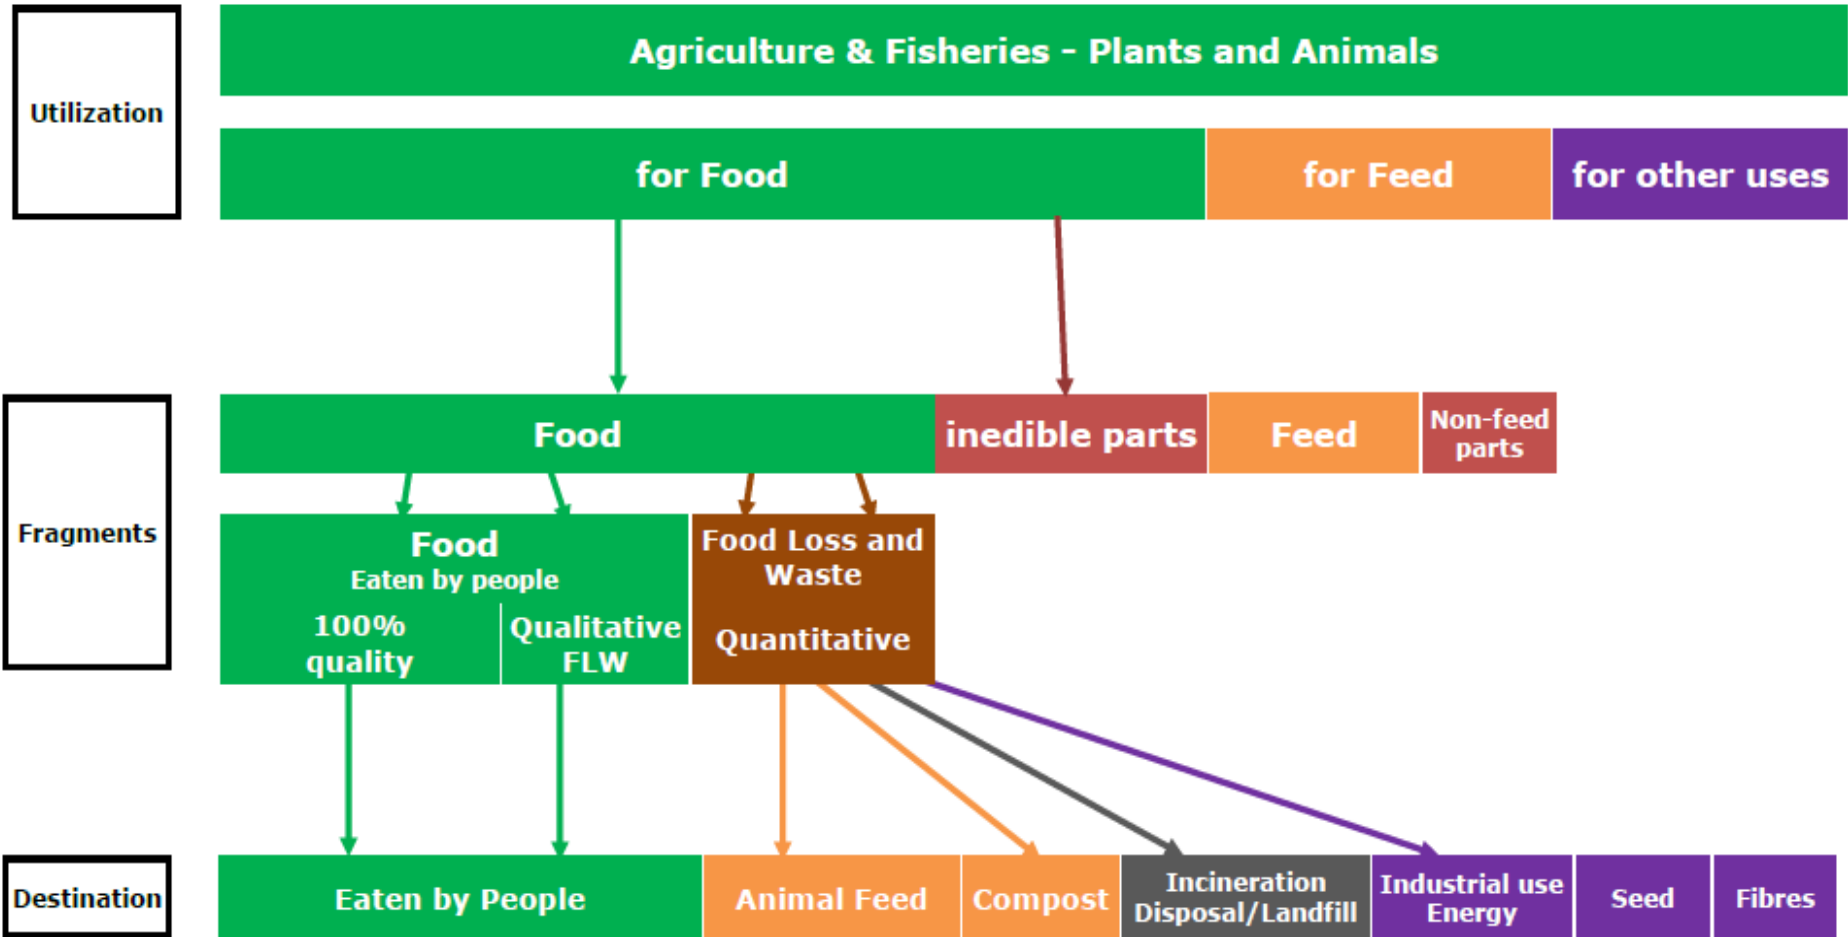 Utilization
Agriculture & Fisheries - Plants and Animals
for Food
for Feed
for other uses
Fragments
Food
inedible parts
Feed
Non-feed
parts
Food
Eaten by people
100%
quality
Qualitative
FLW
Food Loss and
Waste
Quantitative
Destination
Eaten by People
Animal Feed
Compost
Incineration
Disposal/Landfill
Industrial use
Energy
Seed
Fibres